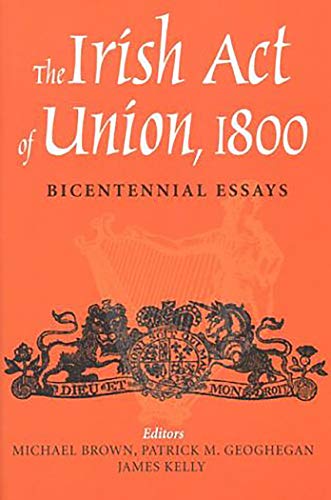 The Irish Act
of Union, 1800
BICENTENNIAL ESSAYS
DIEU ET MON DROIT
Editors
MICHAEL BROWN, PATRICK M. GEOGHEGAN
JAMES KELLY